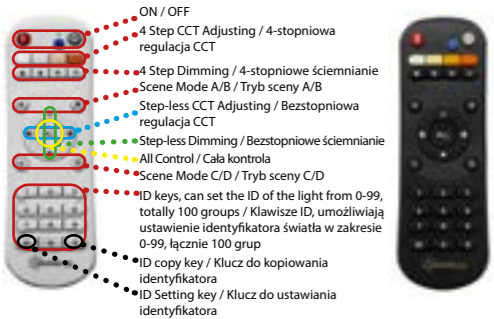 ON / OFF
4 Step CCT Adjusting / 4-stopniowa
regulacja CCT
4 Step Dimming / 4-stopniowe ściemnianie
Scene Mode A/B / Tryb sceny A/B
Step-less CCT Adjusting / Bezstopniowa
regulacja CCT
Step-less Dimming / Bezstopniowe ściemnianie
All Control / Cała kontrola
Scene Mode C/D / Tryb sceny C/D
ID keys, can set the ID of the light from 0-99,
totally 100 groups / Klawisze ID, umożliwiają
ustawienie identyfikatora światła w zakresie
0-99, łącznie 100 grup
ID copy key / Klucz do kopiowania
identyfikatora
ID Setting key / Klucz do ustawiania
identyfikatora